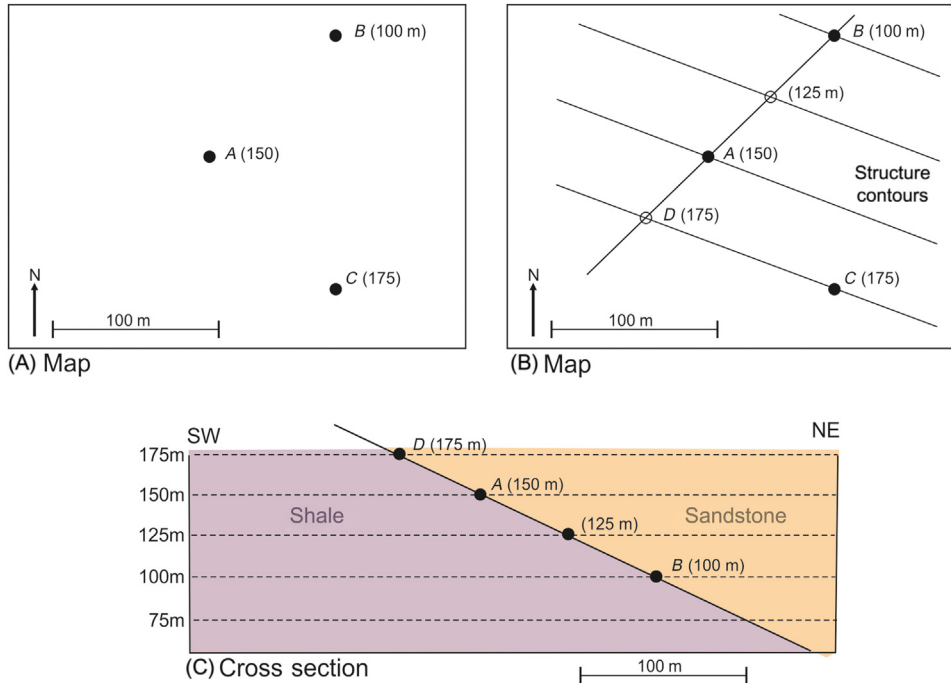 B (100 m)
A (150)
C (175)
N
100 m
(A) Map
B (100 m)
(125 m)
A (150)
Structure
contours
D (175)
C (175)
N
100 m
(B) Map
SW
NE
175m
D (175 m)
150m
A (150 m)
Shale
Sandstone
125m
(125 m)
100m
B (100 m)
75m
(C) Cross section
100 m